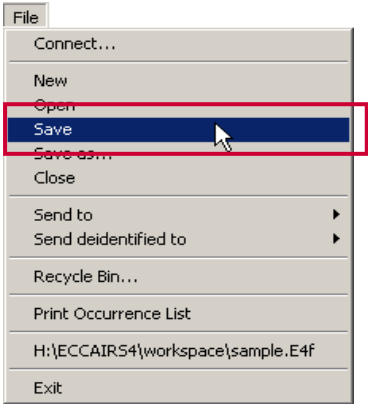 File
Connect...
New
Open
Save
Save as...
Close
Send to
Send deidentified to
Recycle Bin...
Print Occurrence List
H:\ECCAIRS4\workspace\sample.E4f
Exit